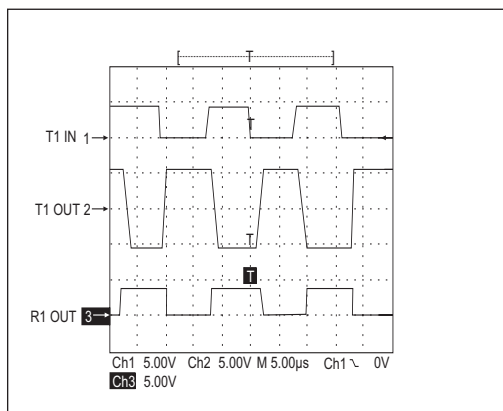 T
T1 IN 1
T
T1 OUT 2
T
T
R1 OUT 3
Ch1 5.00V Ch2 5.00V M 5.00µs Ch1 0V
Ch3 5.00V